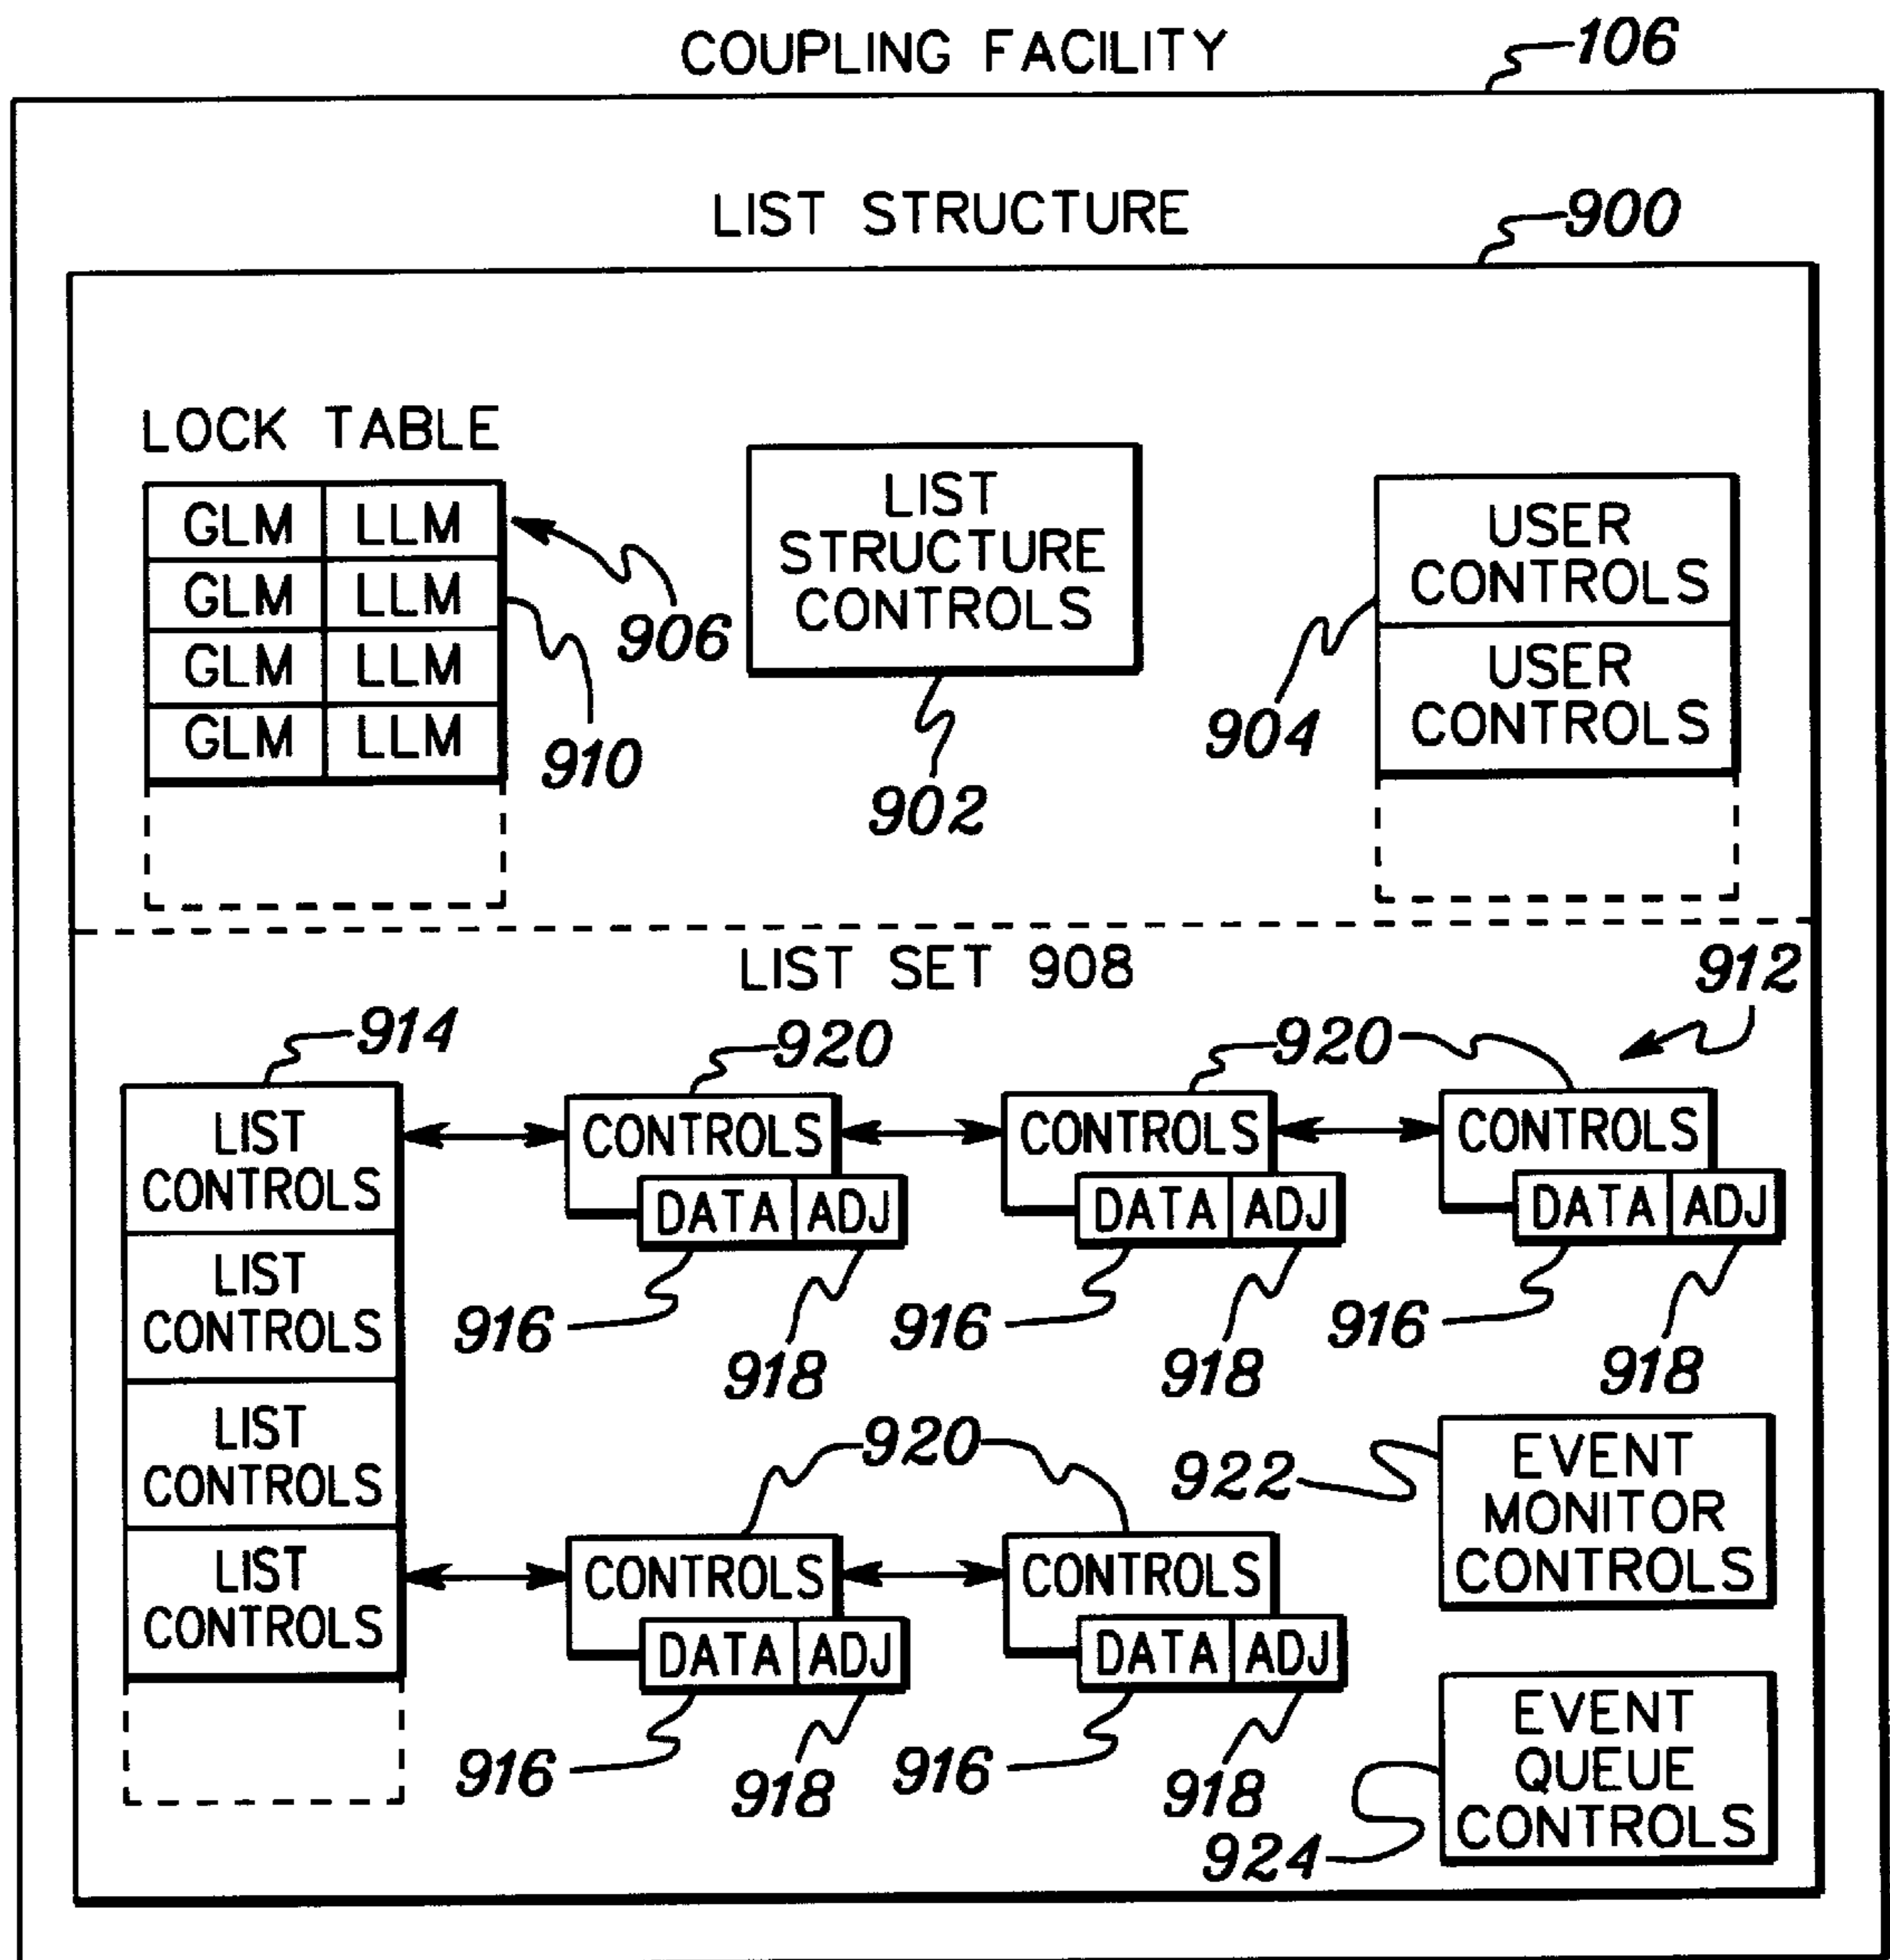 COUPLING FACILITY
106
LIST STRUCTURE
900
LOCK TABLE
GLM LLM
GLM LLM
GLM LLM
GLM LLM
906
910
LIST
STRUCTURE
CONTROLS
902
USER
CONTROLS
USER
CONTROLS
904
LIST SET 908
912
914
920
920
LIST
CONTROLS
LIST
CONTROLS
LIST
CONTROLS
LIST
CONTROLS
CONTROLS
DATA ADJ
CONTROLS
DATA ADJ
CONTROLS
DATA ADJ
916
918
916
918
916
918
920
922
EVENT
MONITOR
CONTROLS
CONTROLS
DATA ADJ
CONTROLS
DATA ADJ
916
918
916
918
EVENT
QUEUE
CONTROLS
924